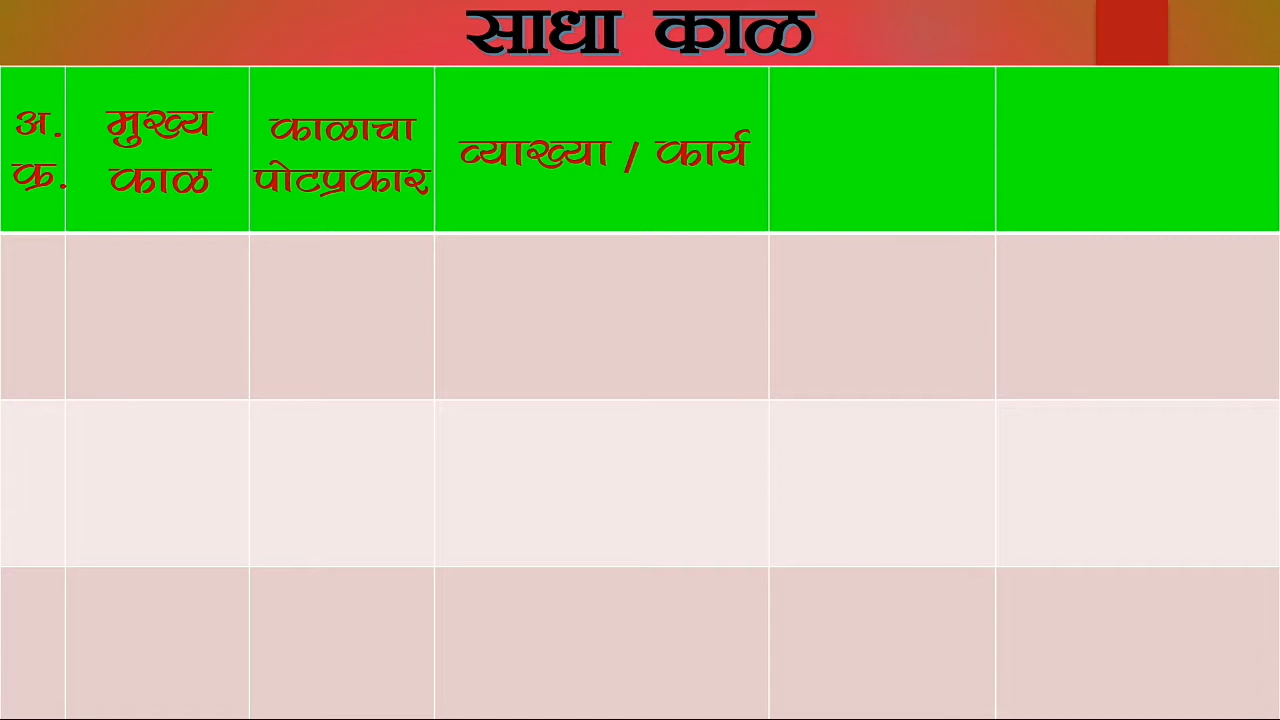 साधा काळ
अ.
क्र.
मुख्य
काळ
काळाचा
पोटप्रकार
व्याख्या / कार्य